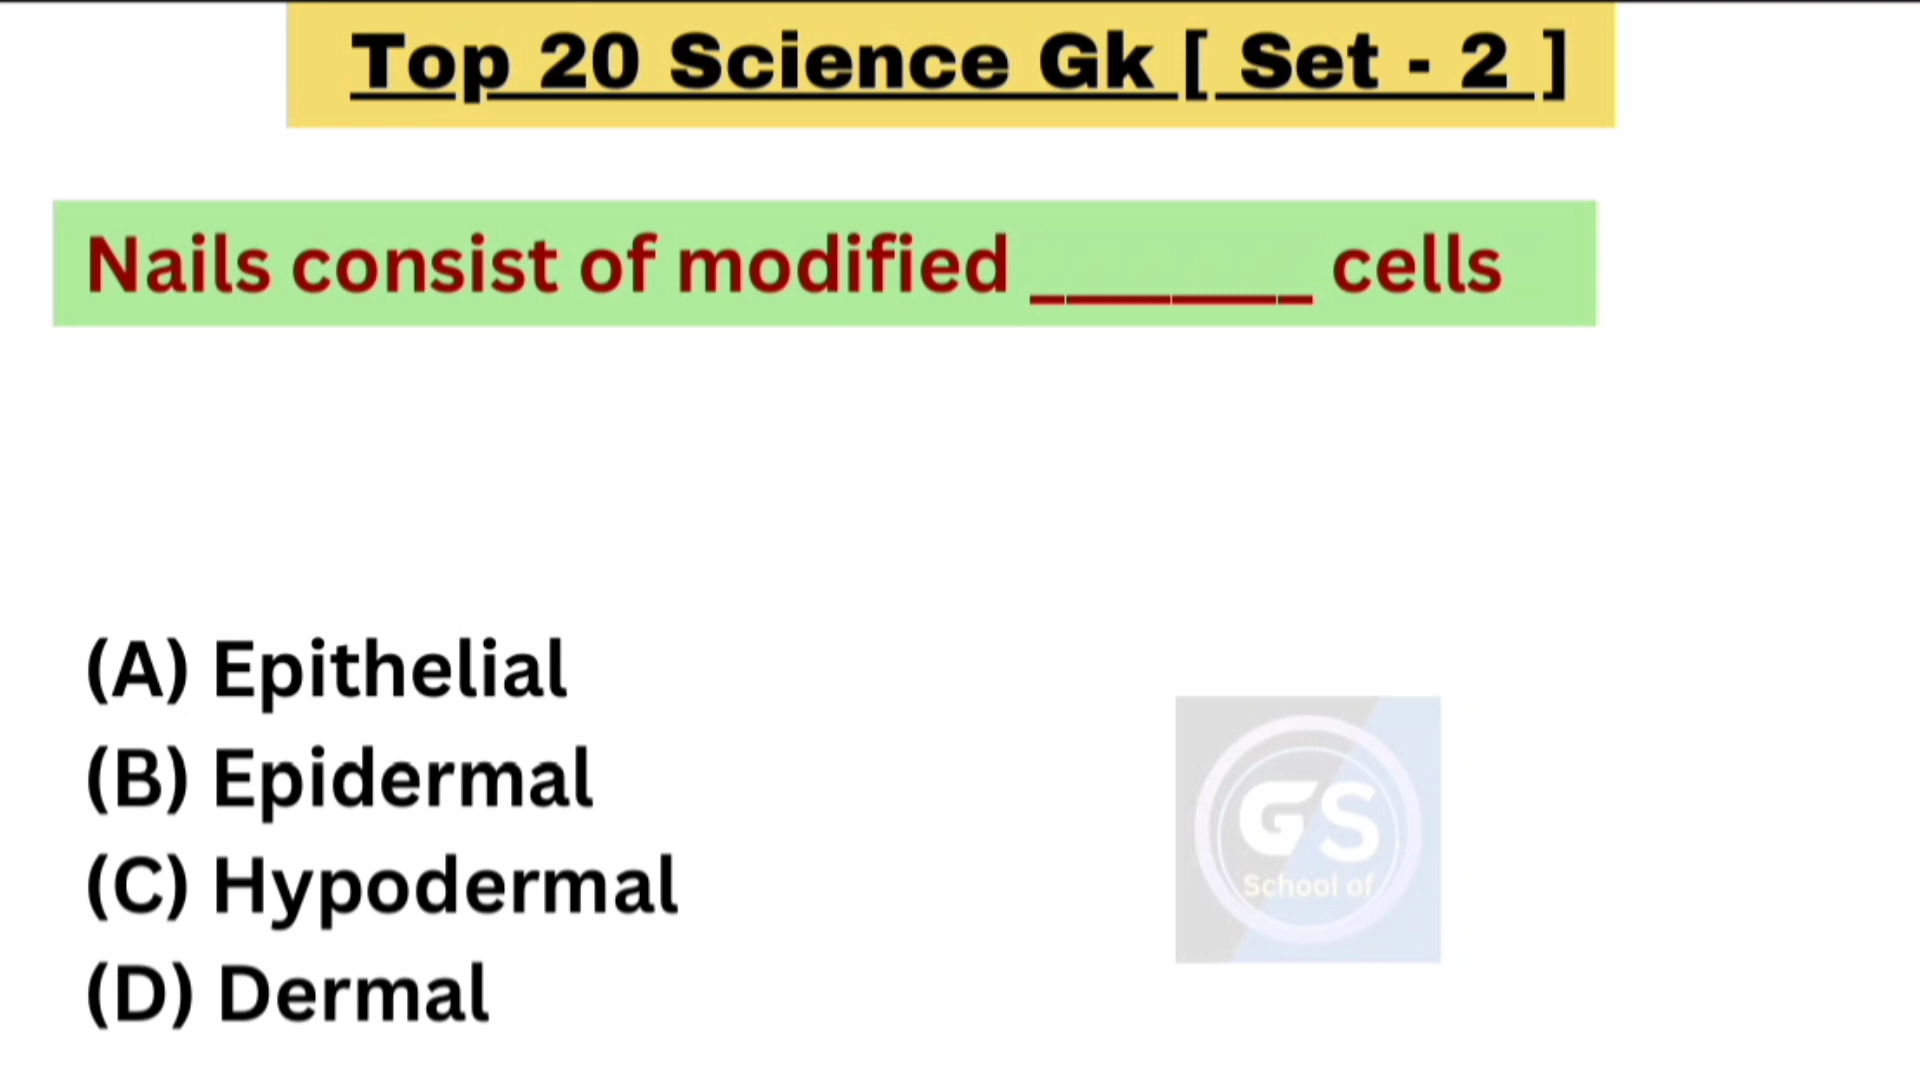 Top 20 Science Gk [ Set - 2 ]
Nails consist of modified ________ cells
(A) Epithelial
(B) Epidermal
(C) Hypodermal
(D) Dermal
GS
School of